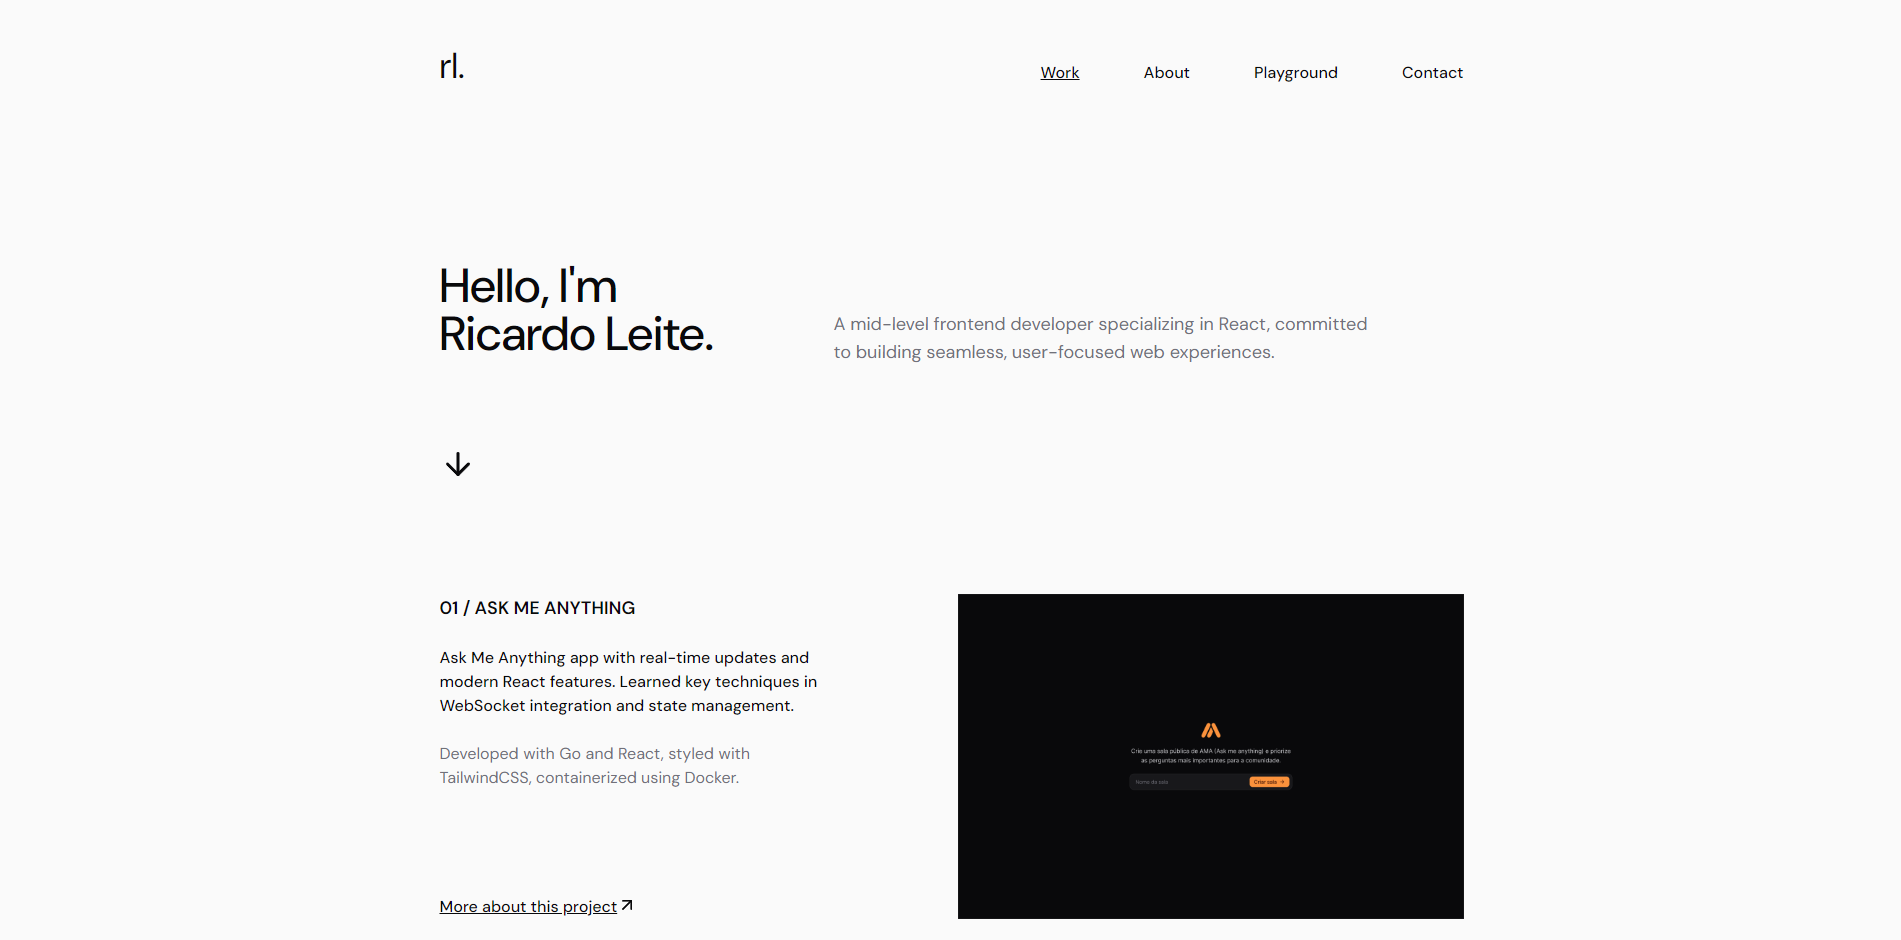 rl.
Work
About
Playground
Contact
Hello, I'm
Ricardo Leite.
A mid-level frontend developer specializing in React, committed
to building seamless, user-focused web experiences.
01 / ASK ME ANYTHING
Ask Me Anything app with real-time updates and
modern React features. Learned key techniques in
WebSocket integration and state management.
Developed with Go and React, styled with
TailwindCSS, containerized using Docker.
More about this project
Crie uma sala pública de AMA (Ask me anything) e priorize
as perguntas mais importantes para a comunidade.
Nome da sala
Criar sala